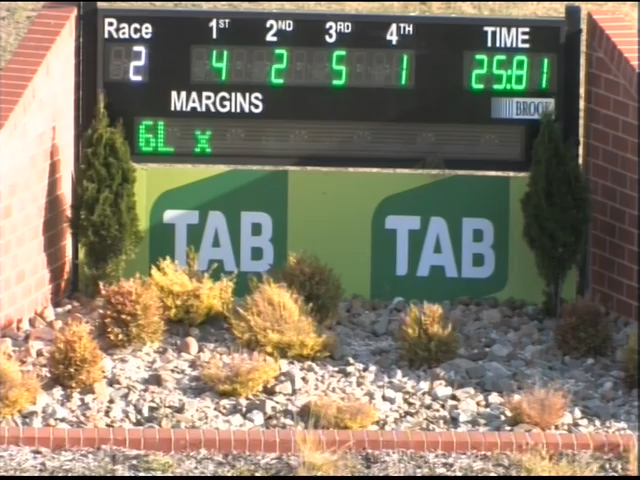 Race 1ST 2ND 3RD 4TH TIME
2 4 2 5 1 25:81
MARGINS BROOK
6L x
TAB TAB